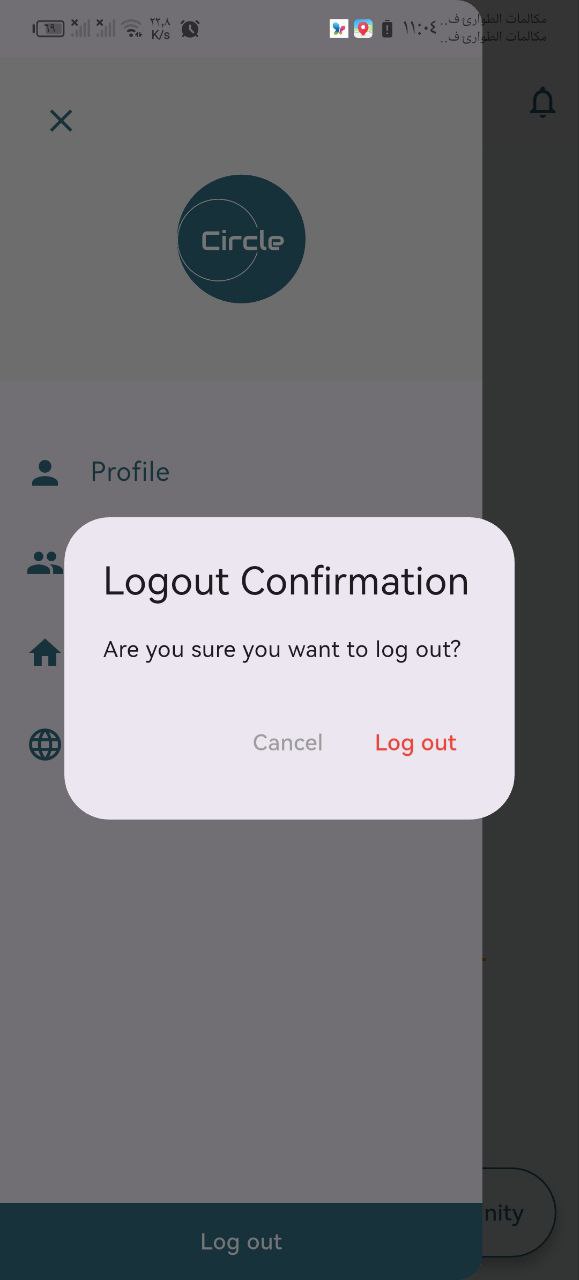 ٦٩
٢٢٫٨
K/s
١١:٠٤
مكالمات الطوارئ ف..
مكالمات الطوارئ ف..
Circle
Profile
Logout Confirmation
Are you sure you want to log out?
Cancel
Log out
nity
Log out